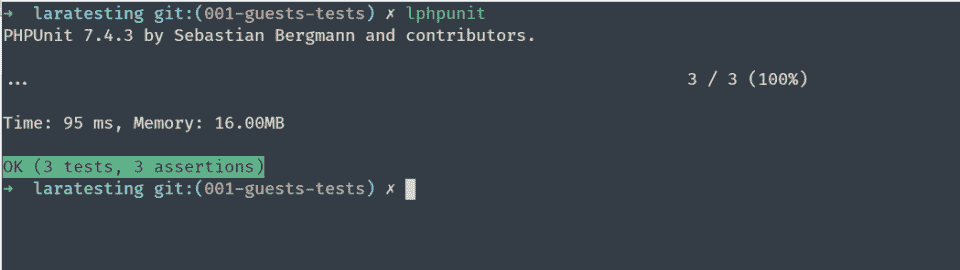 → laratesting git:(001-guests-tests) ✗ lphpunit
PHPUnit 7.4.3 by Sebastian Bergmann and contributors.
... 3 / 3 (100%)
Time: 95 ms, Memory: 16.00MB
OK (3 tests, 3 assertions)
→ laratesting git:(001-guests-tests) ✗